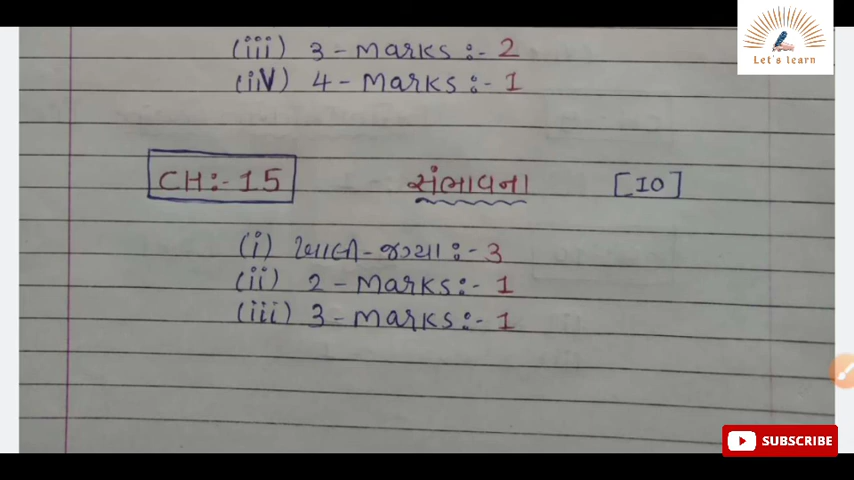 (iii) 3 - Marks :- 2
(iv) 4 - Marks :- 1
Let's learn
CH:- 15 સંભાવના [10]
(i) ખાલી-જગ્યા :- 3
(ii) 2 - Marks :- 1
(iii) 3 - Marks :- 1
SUBSCRIBE